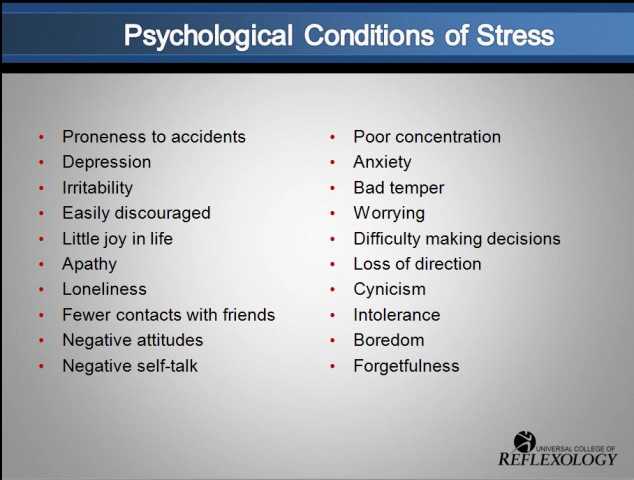 Psychological Conditions of Stress
• Proneness to accidents
• Depression
• Irritability
• Easily discouraged
• Little joy in life
• Apathy
• Loneliness
• Fewer contacts with friends
• Negative attitudes
• Negative self-talk
• Poor concentration
• Anxiety
• Bad temper
• Worrying
• Difficulty making decisions
• Loss of direction
• Cynicism
• Intolerance
• Boredom
• Forgetfulness
UNIVERSAL COLLEGE OF
REFLEXOLOGY